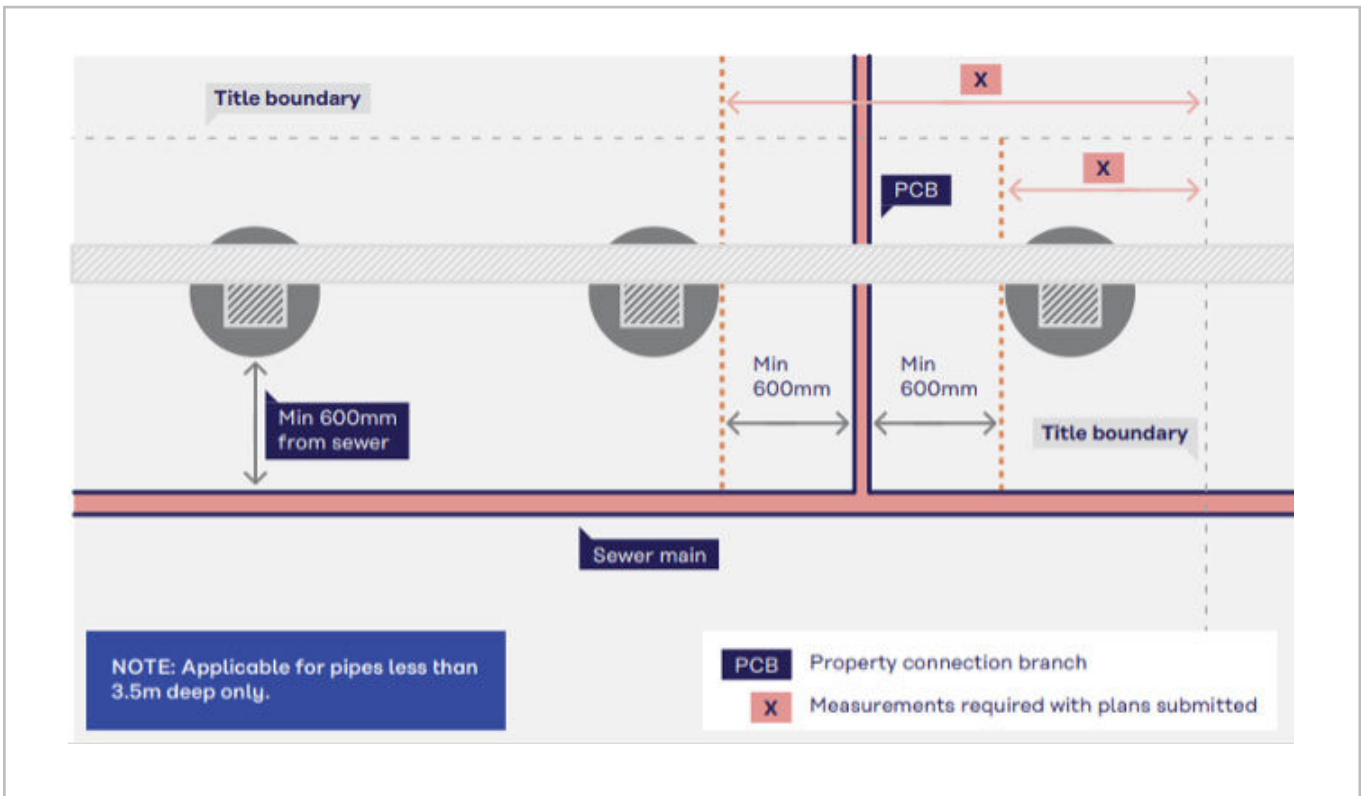 X
Title boundary
X
PCB
Min
600mm
Min
600mm
Min 600mm
from sewer
Title boundary
Sewer main
NOTE: Applicable for pipes less than
3.5m deep only.
PCB Property connection branch
X Measurements required with plans submitted